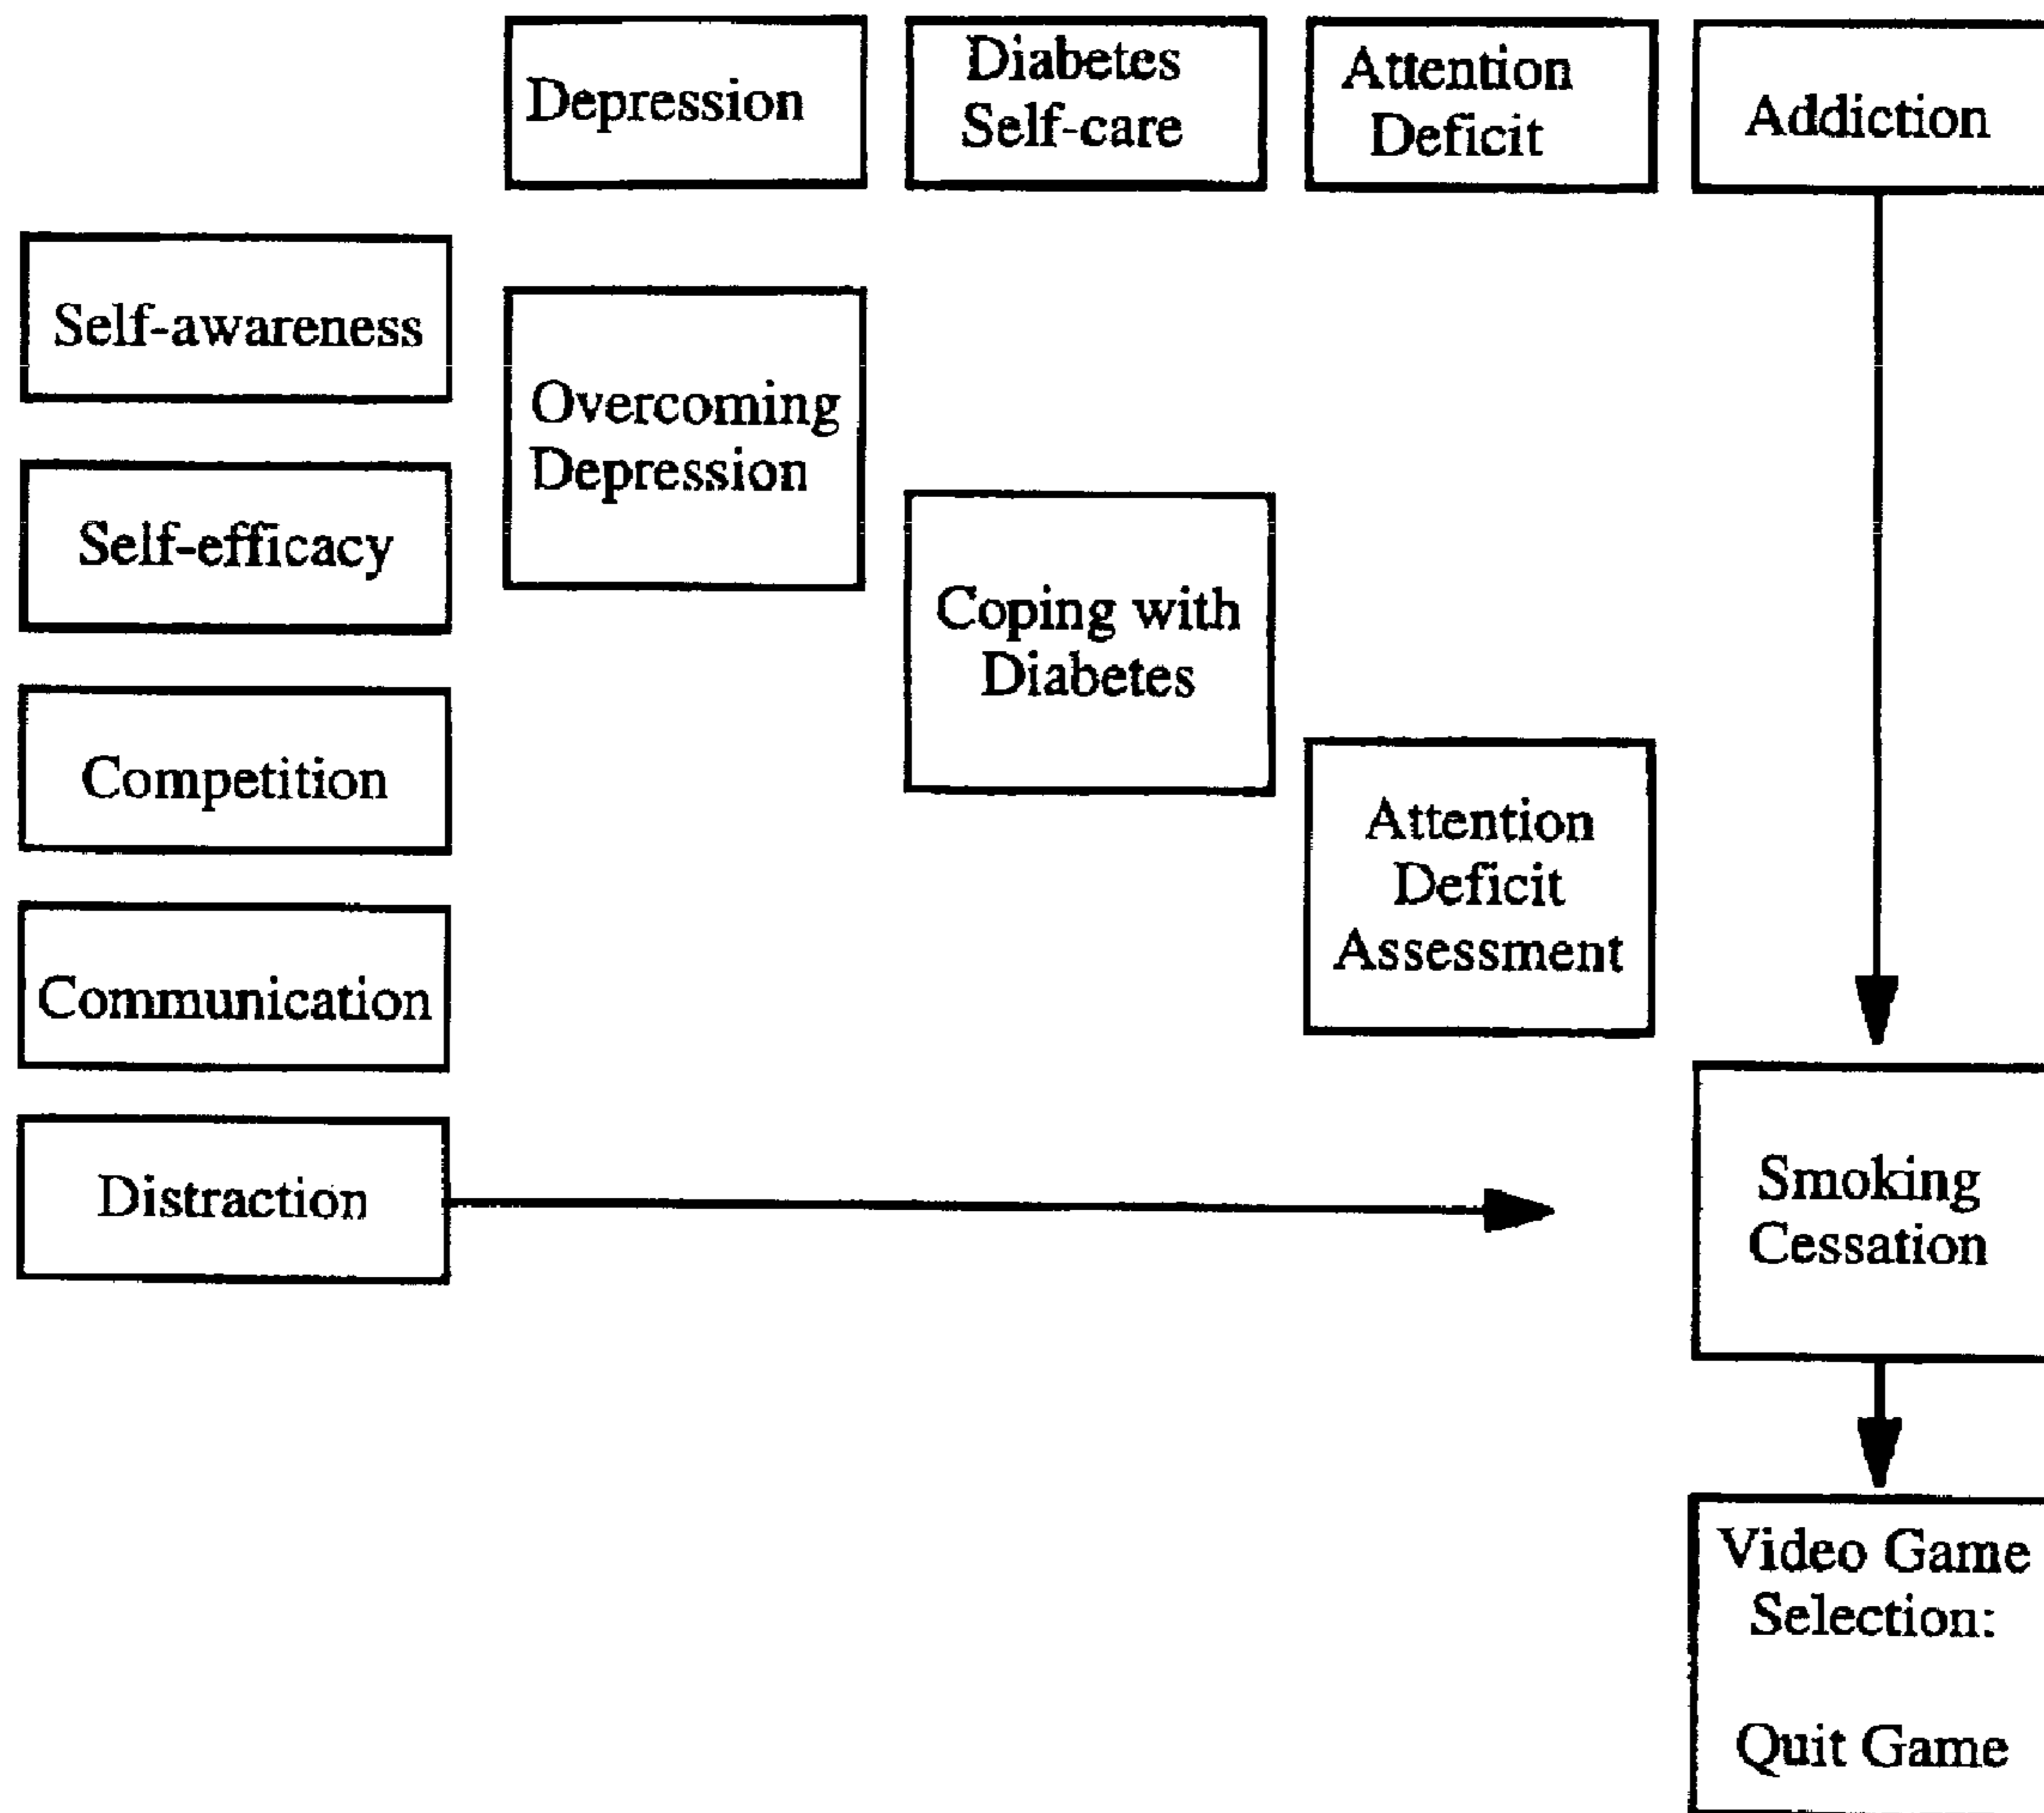 Depression
Diabetes
Self-care
Attention
Deficit
Addiction
Self-awareness
Overcoming
Depression
Self-efficacy
Coping with
Diabetes
Competition
Attention
Deficit
Assessment
Communication
Distraction
Smoking
Cessation
Video Game
Selection:
Quit Game